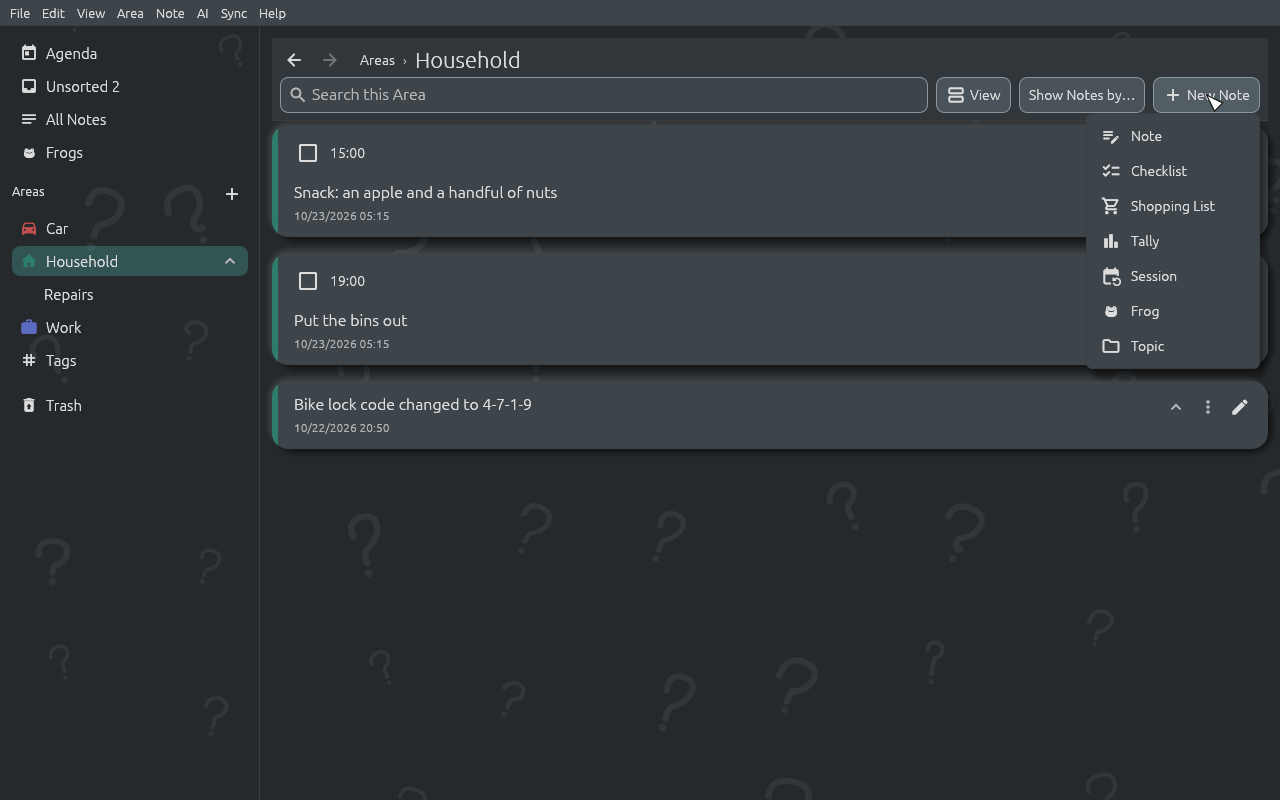 File Edit View Area Note AI Sync Help
Agenda
Unsorted 2
All Notes
Frogs
Areas
Car
Household
Repairs
Work
Tags
Trash
Areas › Household
Search this Area
View
Show Notes by...
New Note
Note
Checklist
Shopping List
Tally
Session
Frog
Topic
15:00
Snack: an apple and a handful of nuts
10/23/2026 05:15
19:00
Put the bins out
10/23/2026 05:15
Bike lock code changed to 4-7-1-9
10/22/2026 20:50